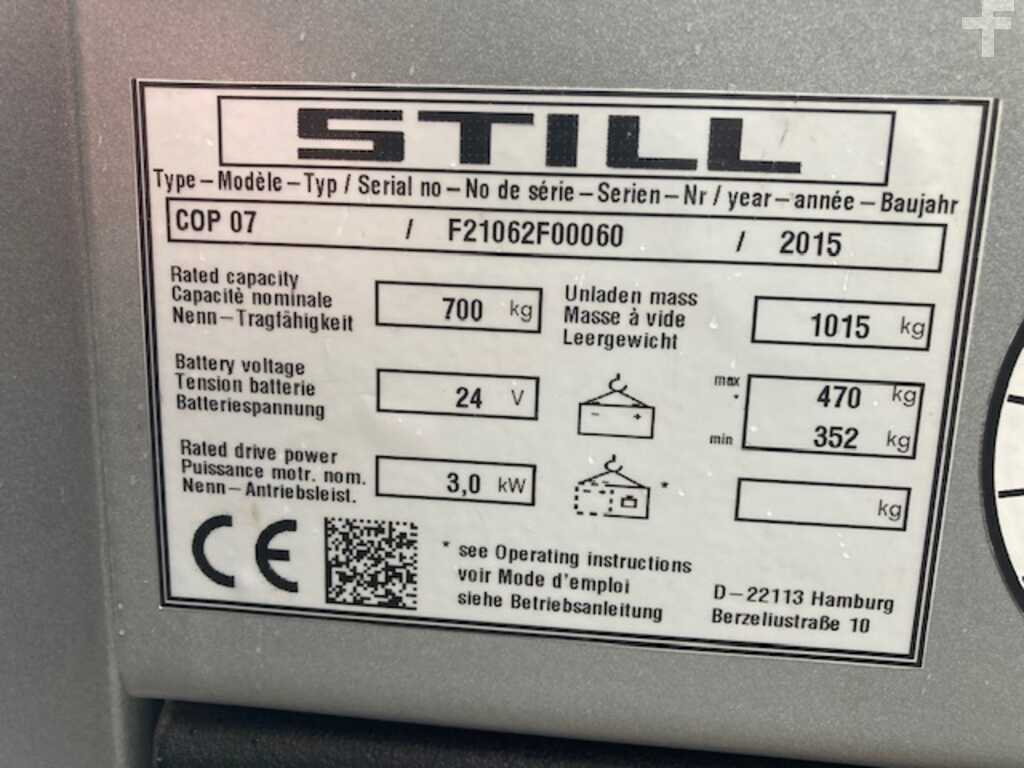 STILL
Type – Modèle – Typ / Serial no – No de série – Serien – Nr / year – année – Baujahr
COP 07 / F21062F00060 / 2015
Rated capacity
Capacitè nominale
Nenn – Tragfähigkeit
700 kg
Unladen mass
Masse à vide
Leergewicht
1015 kg
Battery voltage
Tension batterie
Batteriespannung
24 V
max
*
min
470 kg
352 kg
Rated drive power
Puissance motr. nom.
Nenn – Antriebsleist.
3,0 kW
*
kg
CE
* see Operating instructions
voir Mode d'emploi
siehe Betriebsanleitung
D – 22113 Hamburg
Berzeliustraße 10